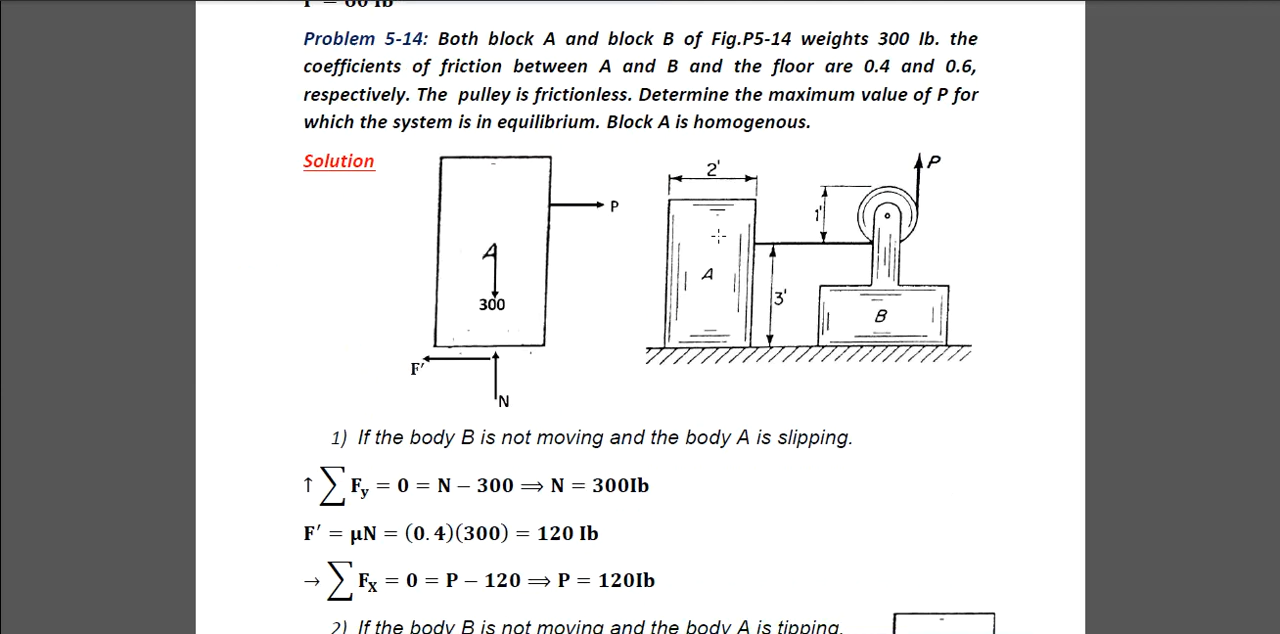 Problem 5-14: Both block A and block B of Fig.P5-14 weights 300 Ib. the
coefficients of friction between A and B and the floor are 0.4 and 0.6,
respectively. The pulley is frictionless. Determine the maximum value of P for
which the system is in equilibrium. Block A is homogenous.
Solution
2'
P
P
1'
A
300
A
3'
B
F'
N
1) If the body B is not moving and the body A is slipping.
↑∑ Fy = 0 = N − 300 ⟹ N = 300Ib
F′ = μN = (0.4)(300) = 120 Ib
→∑ Fx = 0 = P − 120 ⟹ P = 120Ib
2) If the body B is not moving and the body A is tipping.